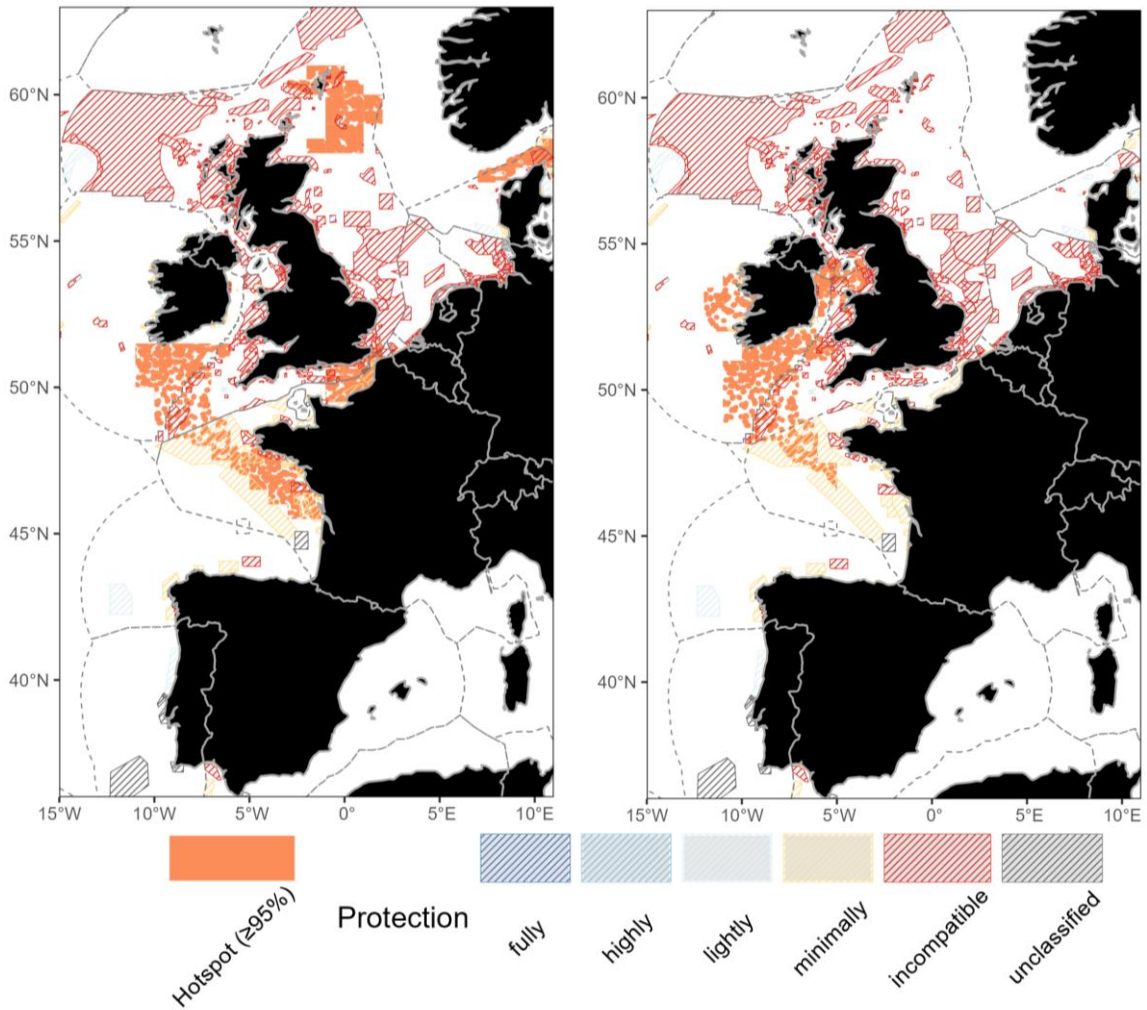 60°N
60°N
55°N
55°N
50°N
50°N
45°N
45°N
40°N
40°N
15°W 10°W 5°W 0° 5°E 10°E
15°W 10°W 5°W 0° 5°E 10°E
Hotspot (≥95%)
Protection
fully
highly
lightly
minimally
incompatible
unclassified